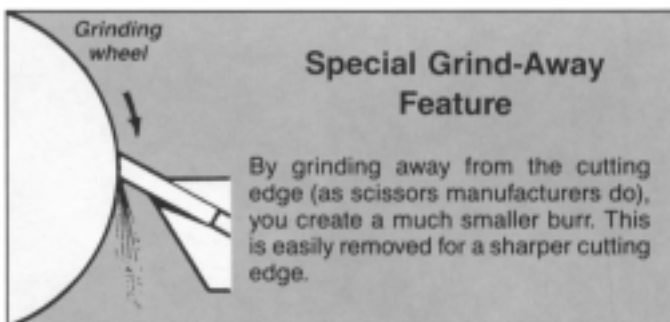 Grinding
wheel
Special Grind-Away
Feature
By grinding away from the cutting
edge (as scissors manufacturers do),
you create a much smaller burr. This
is easily removed for a sharper cutting
edge.